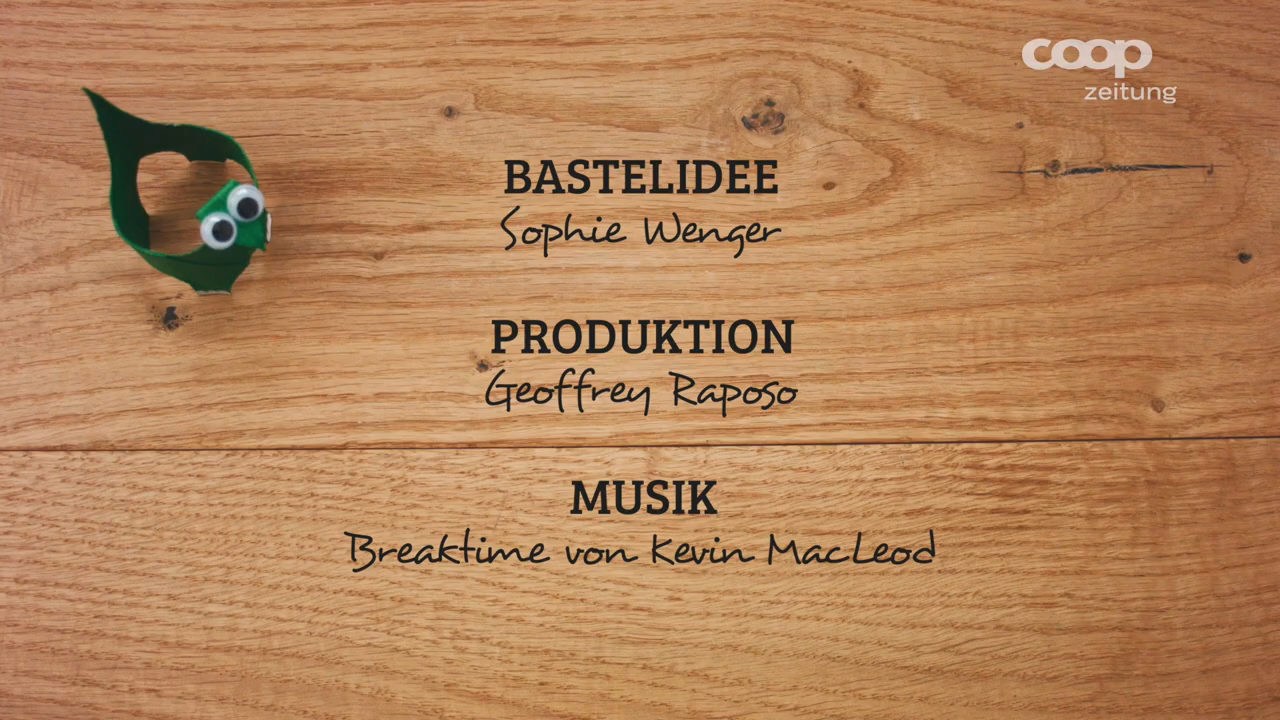 coop
zeitung
BASTELIDEE
Sophie Wenger
PRODUKTION
Geoffrey Raposo
MUSIK
Breaktime von Kevin MacLeod